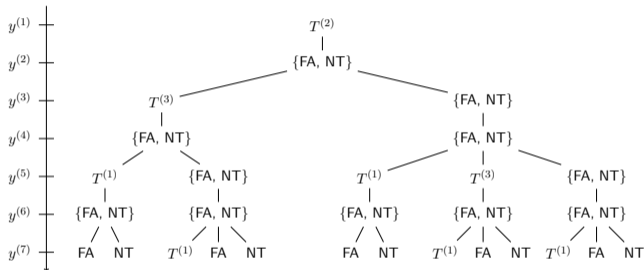 y^{(1)} T^{(2)}
y^{(2)} {FA, NT}
y^{(3)} T^{(3)} {FA, NT}
y^{(4)} {FA, NT} {FA, NT}
y^{(5)} T^{(1)} {FA, NT} T^{(1)} T^{(3)} {FA, NT}
y^{(6)} {FA, NT} {FA, NT} {FA, NT} {FA, NT} {FA, NT}
y^{(7)} FA NT T^{(1)} FA NT FA NT T^{(1)} FA NT T^{(1)} FA NT